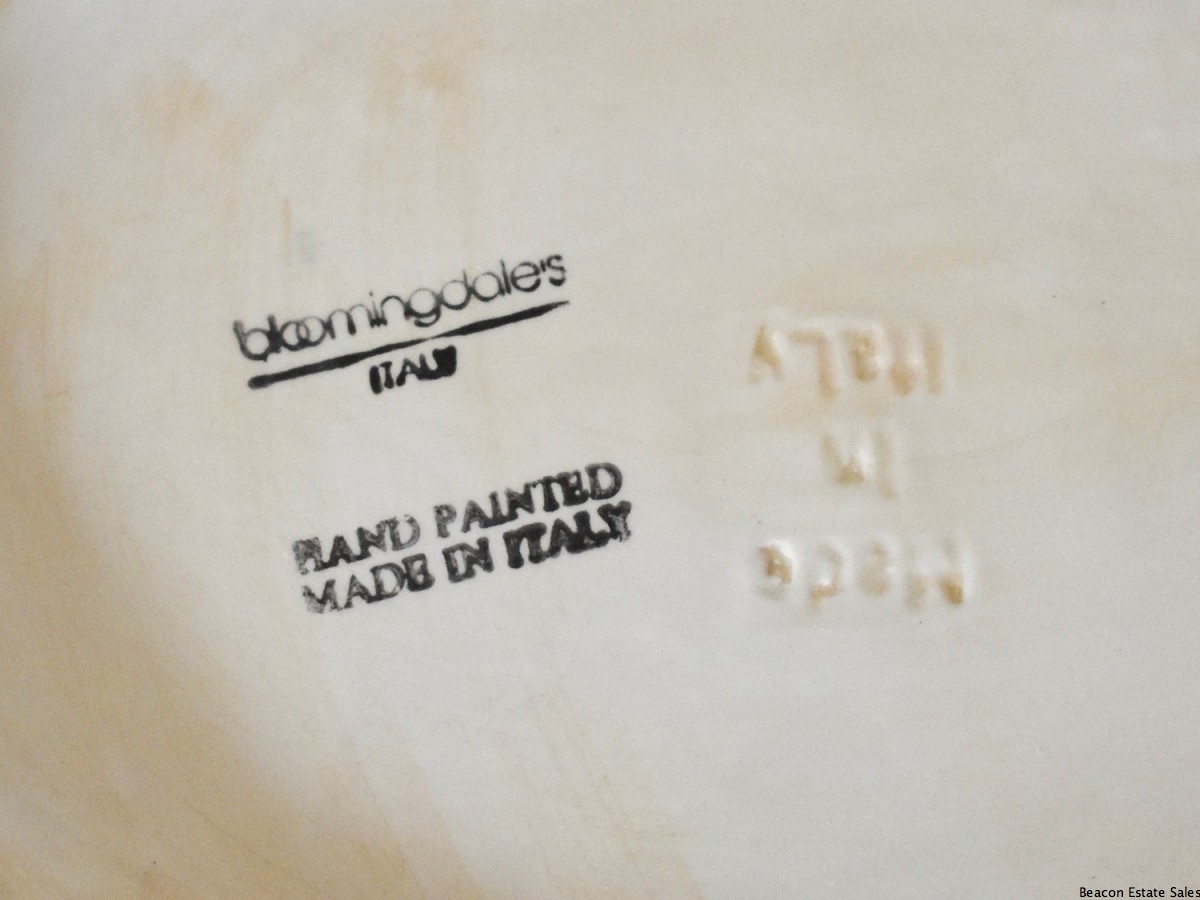 bloomingdale's
ITALY
HAND PAINTED
MADE IN ITALY
ITALY
IN
MADE
Beacon Estate Sales